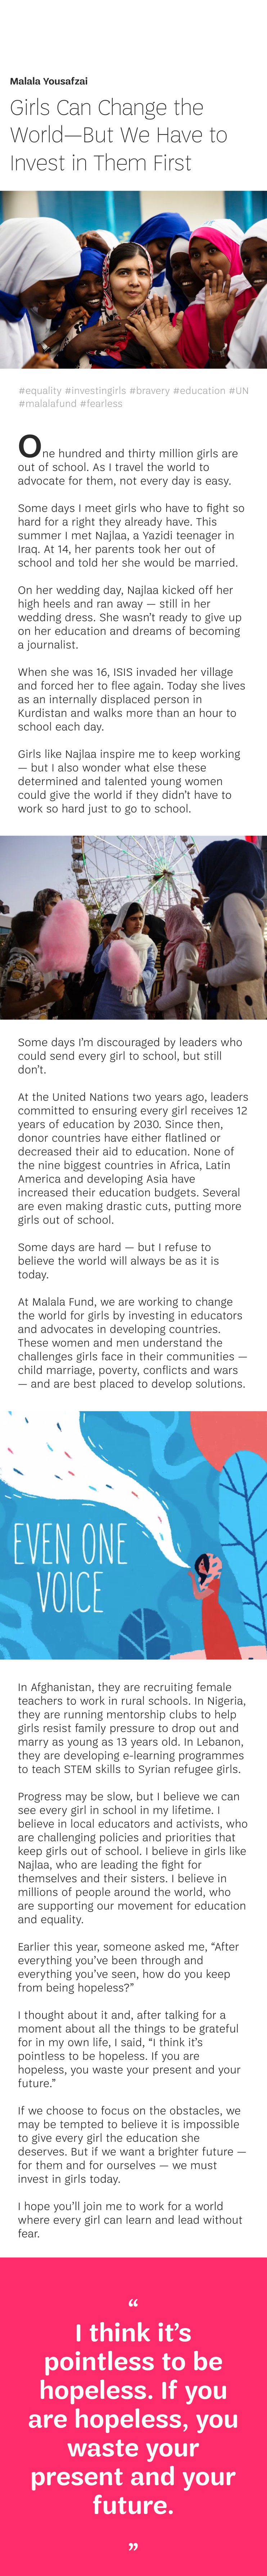 Malala Yousafzai
Girls Can Change the
World—But We Have to
Invest in Them First
#equality #investingirls #bravery #education #UN
#malalafund #fearless
One hundred and thirty million girls are
out of school. As I travel the world to
advocate for them, not every day is easy.
Some days I meet girls who have to fight so
hard for a right they already have. This
summer I met Najlaa, a Yazidi teenager in
Iraq. At 14, her parents took her out of
school and told her she would be married.
On her wedding day, Najlaa kicked off her
high heels and ran away — still in her
wedding dress. She wasn't ready to give up
on her education and dreams of becoming
a journalist.
When she was 16, ISIS invaded her village
and forced her to flee again. Today she lives
as an internally displaced person in
Kurdistan and walks more than an hour to
school each day.
Girls like Najlaa inspire me to keep working
— but I also wonder what else these
determined and talented young women
could give the world if they didn't have to
work so hard just to go to school.
Some days I'm discouraged by leaders who
could send every girl to school, but still
don't.
At the United Nations two years ago, leaders
committed to ensuring every girl receives 12
years of education by 2030. Since then,
donor countries have either flatlined or
decreased their aid to education. None of
the nine biggest countries in Africa, Latin
America and developing Asia have
increased their education budgets. Several
are even making drastic cuts, putting more
girls out of school.
Some days are hard — but I refuse to
believe the world will always be as it is
today.
At Malala Fund, we are working to change
the world for girls by investing in educators
and advocates in developing countries.
These women and men understand the
challenges girls face in their communities —
child marriage, poverty, conflicts and wars
— and are best placed to develop solutions.
EVEN ONE
VOICE
In Afghanistan, they are recruiting female
teachers to work in rural schools. In Nigeria,
they are running mentorship clubs to help
girls resist family pressure to drop out and
marry as young as 13 years old. In Lebanon,
they are developing e-learning programmes
to teach STEM skills to Syrian refugee girls.
Progress may be slow, but I believe we can
see every girl in school in my lifetime. I
believe in local educators and activists, who
are challenging policies and priorities that
keep girls out of school. I believe in girls like
Najlaa, who are leading the fight for
themselves and their sisters. I believe in
millions of people around the world, who
are supporting our movement for education
and equality.
Earlier this year, someone asked me, “After
everything you've been through and
everything you've seen, how do you keep
from being hopeless?”
I thought about it and, after talking for a
moment about all the things to be grateful
for in my own life, I said, “I think it's
pointless to be hopeless. If you are
hopeless, you waste your present and your
future.”
If we choose to focus on the obstacles, we
may be tempted to believe it is impossible
to give every girl the education she
deserves. But if we want a brighter future —
for them and for ourselves — we must
invest in girls today.
I hope you'll join me to work for a world
where every girl can learn and lead without
fear.
“
I think it's
pointless to be
hopeless. If you
are hopeless, you
waste your
present and your
future.
”